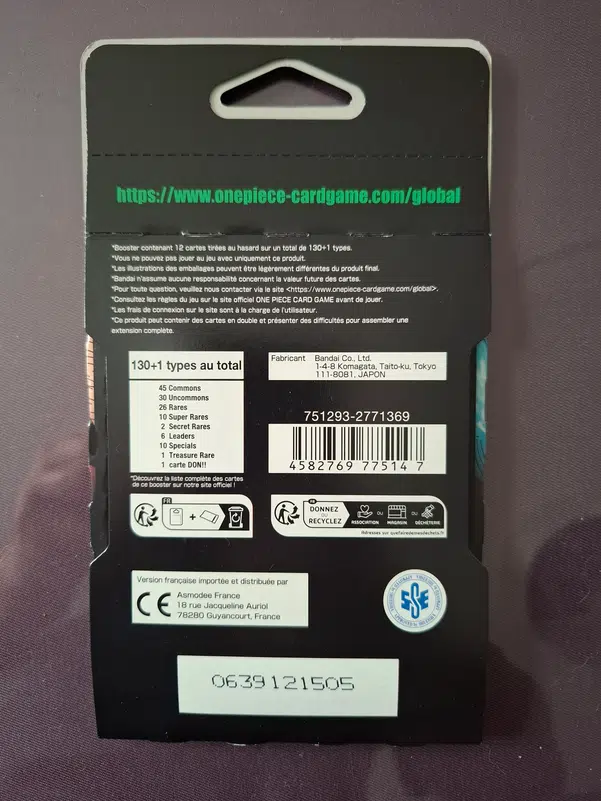 https://www.onepiece-cardgame.com/global
*Booster contenant 12 cartes tirées au hasard sur un total de 130+1 types.
*Vous ne pouvez pas jouer au jeu avec uniquement ce produit.
*Les illustrations des emballages peuvent être légèrement différentes du produit final.
*Bandai n'assume aucune responsabilité concernant la valeur future des cartes.
*Pour toute question, veuillez nous contacter via le site <https://www.onepiece-cardgame.com/global>.
*Consultez les règles du jeu sur le site officiel ONE PIECE CARD GAME avant de jouer.
*Les frais de connexion sur le site sont à la charge de l'utilisateur.
*Ce produit peut contenir des cartes en double et présenter des difficultés pour assembler une
extension complète.
130+1 types au total
45 Commons
30 Uncommons
26 Rares
10 Super Rares
2 Secret Rares
6 Leaders
10 Specials
1 Treasure Rare
1 carte DON!!
*Découvrez la liste complète des cartes
de ce booster sur notre site officiel !
Fabricant Bandai Co., Ltd.
1-4-8 Komagata, Taito-ku, Tokyo
111-8081, JAPON
751293-2771369
4582769 77514 7
FR
+
FR
DONNEZ
OU
RECYCLEZ
ASSOCIATION
OU
MAGASIN
OU
DÉCHÈTERIE
Adresses sur quefairedemesdechets.fr
Version française importée et distribuée par
CE
Asmodee France
18 rue Jacqueline Auriol
78280 Guyancourt, France
0639121505